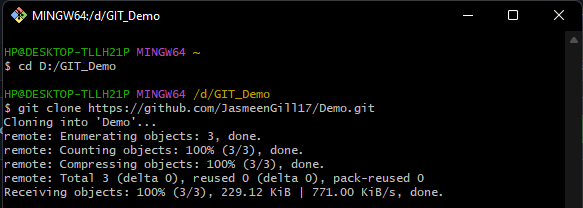 MINGW64:/d/GIT_Demo
HP@DESKTOP-TLLH21P MINGW64 ~
$ cd D:/GIT_Demo
HP@DESKTOP-TLLH21P MINGW64 /d/GIT_Demo
$ git clone https://github.com/JasmeenGill17/Demo.git
Cloning into 'Demo'...
remote: Enumerating objects: 3, done.
remote: Counting objects: 100% (3/3), done.
remote: Compressing objects: 100% (3/3), done.
remote: Total 3 (delta 0), reused 0 (delta 0), pack-reused 0
Receiving objects: 100% (3/3), 229.12 KiB | 771.00 KiB/s, done.